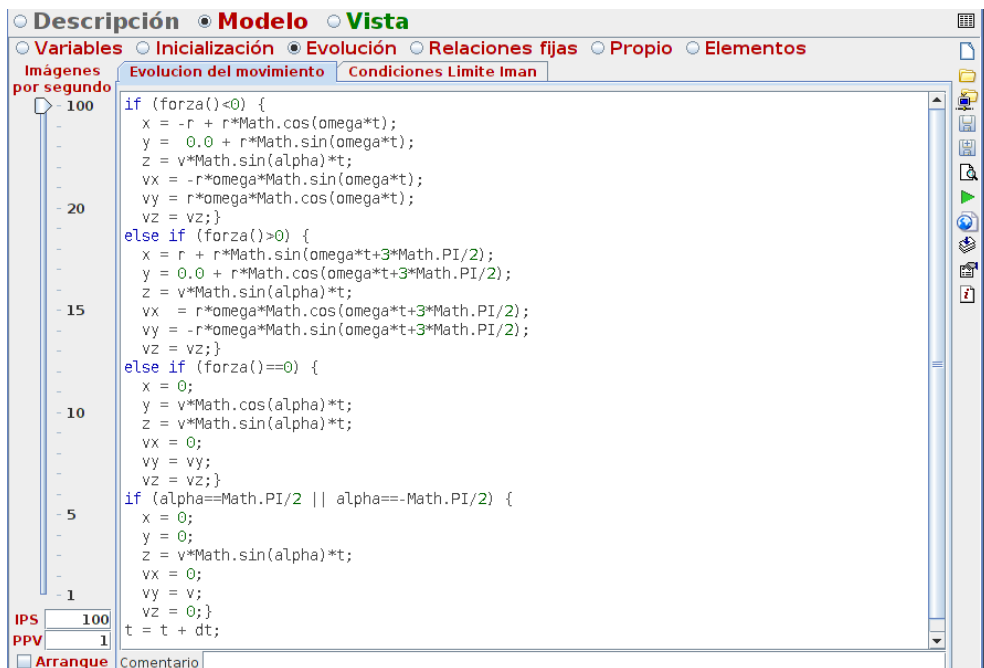 Descripción Modelo Vista
Variables Inicialización Evolución Relaciones fijas Propio Elementos
Imágenes
por segundo
Evolucion del movimiento Condiciones Limite Iman
100
20
15
10
5
1
if (forza()<0) {
x = -r + r*Math.cos(omega*t);
y =  0.0 + r*Math.sin(omega*t);
z = v*Math.sin(alpha)*t;
vx = -r*omega*Math.sin(omega*t);
vy = r*omega*Math.cos(omega*t);
vz = vz;}
else if (forza()>0) {
x = r + r*Math.sin(omega*t+3*Math.PI/2);
y = 0.0 + r*Math.cos(omega*t+3*Math.PI/2);
z = v*Math.sin(alpha)*t;
vx  = r*omega*Math.cos(omega*t+3*Math.PI/2);
vy = -r*omega*Math.sin(omega*t+3*Math.PI/2);
vz = vz;}
else if (forza()==0) {
x = 0;
y = v*Math.cos(alpha)*t;
z = v*Math.sin(alpha)*t;
vx = 0;
vy = vy;
vz = vz;}
if (alpha==Math.PI/2 || alpha==-Math.PI/2) {
x = 0;
y = 0;
z = v*Math.sin(alpha)*t;
vx = 0;
vy = v;
vz = 0;}
t = t + dt;
IPS 100
PPV 1
Arranque Comentario